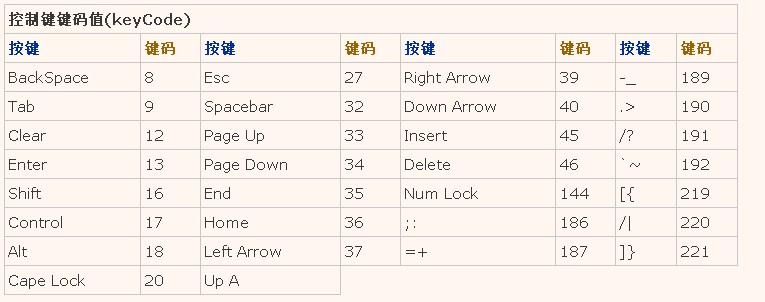 控制键键码值(keyCode)
按键 键码 按键 键码 按键 键码 按键 键码
BackSpace 8 Esc 27 Right Arrow 39 -_ 189
Tab 9 Spacebar 32 Down Arrow 40 .> 190
Clear 12 Page Up 33 Insert 45 /? 191
Enter 13 Page Down 34 Delete 46 `~ 192
Shift 16 End 35 Num Lock 144 [{ 219
Control 17 Home 36 ;: 186 /| 220
Alt 18 Left Arrow 37 =+ 187 ]} 221
Cape Lock 20 Up A